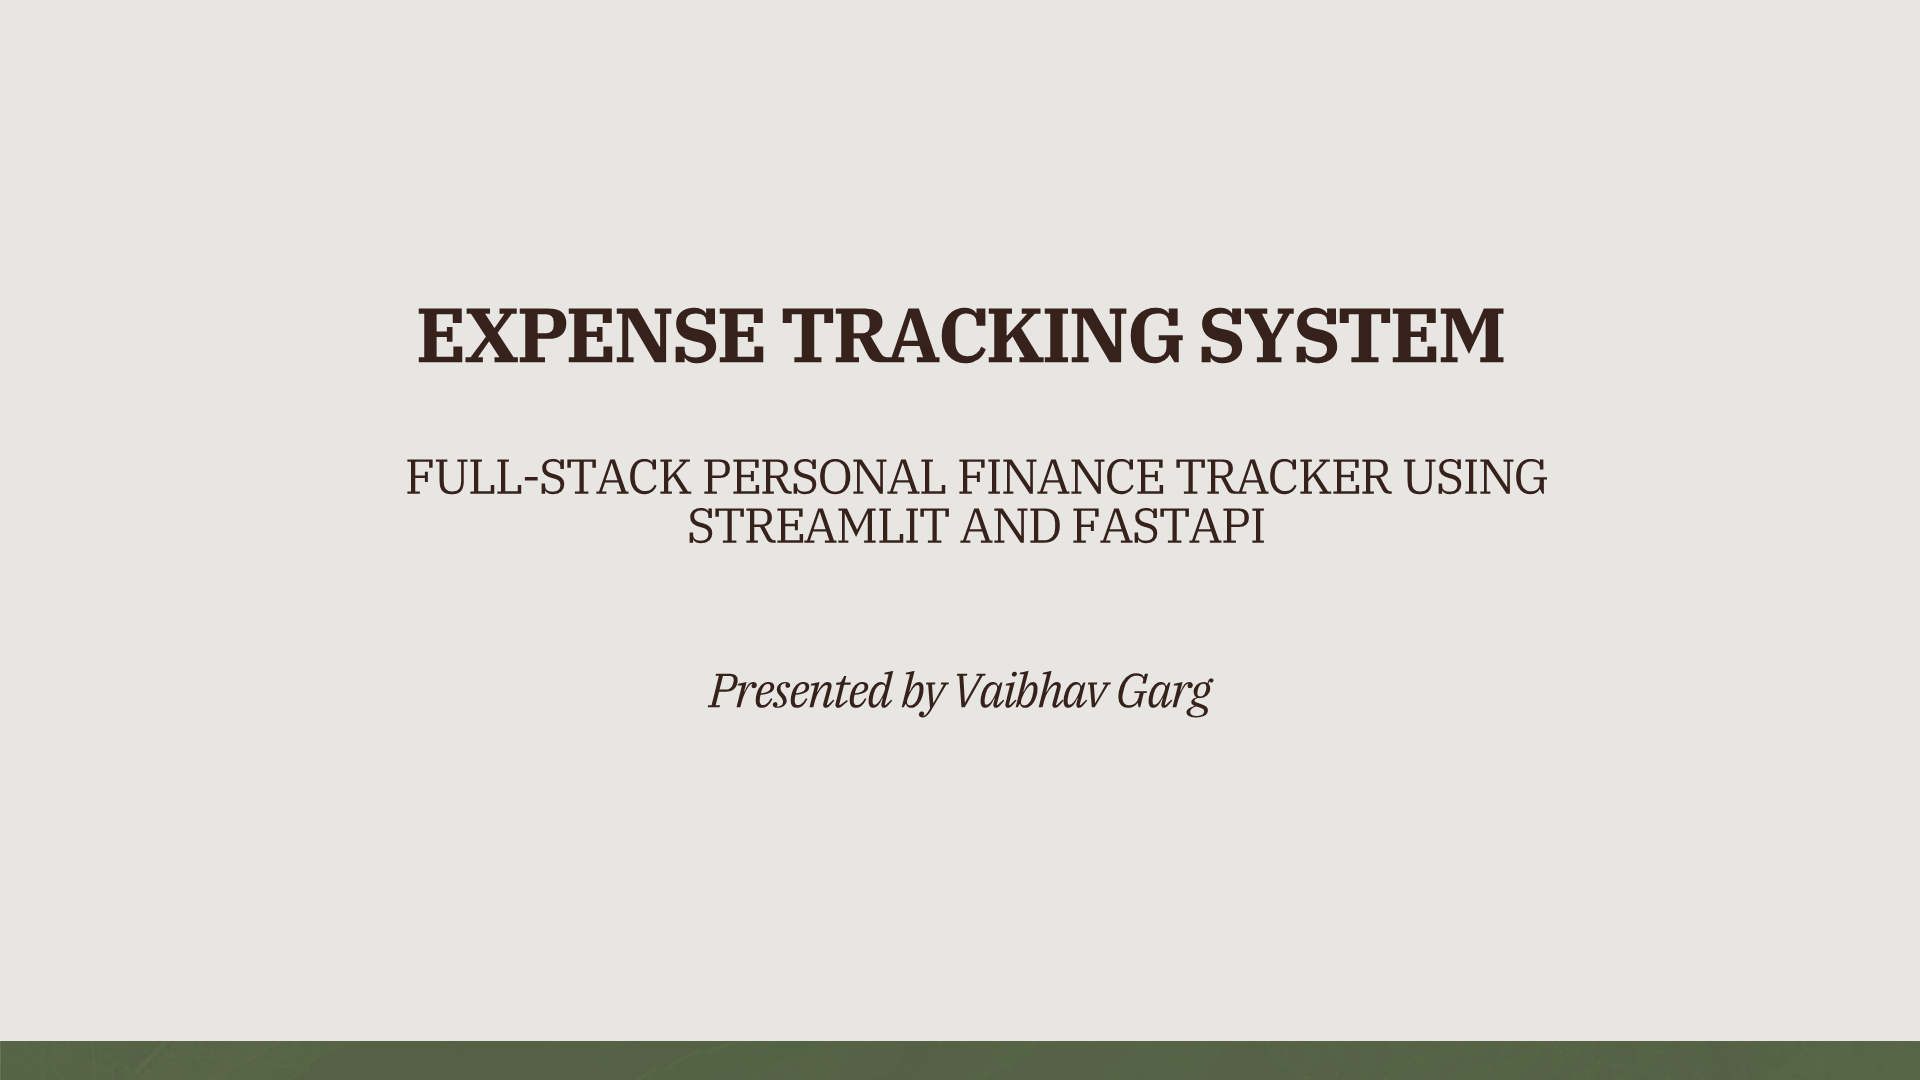 EXPENSE TRACKING SYSTEM
FULL-STACK PERSONAL FINANCE TRACKER USING
STREAMLIT AND FASTAPI
Presented by Vaibhav Garg